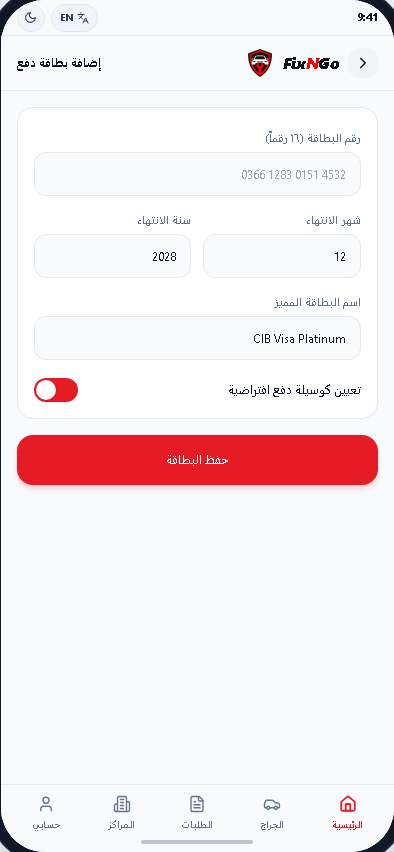 9:41
EN
FixNGo
إضافة بطاقة دفع
رقم البطاقة (١٦ رقماً)
4532 0151 1283 0366
شهر الانتهاء
سنة الانتهاء
12
2028
اسم البطاقة المميز
CIB Visa Platinum
تعيين كوسيلة دفع افتراضية
حفظ البطاقة
الرئيسية
الجراج
الطلبات
المراكز
حسابي